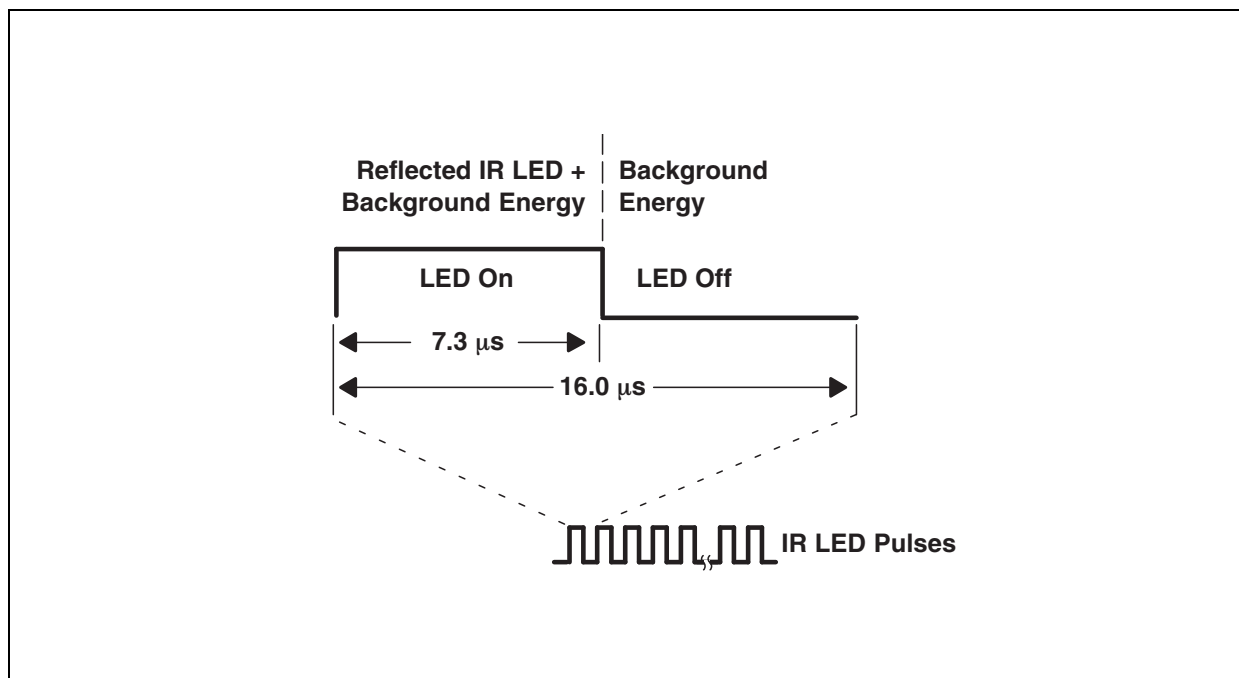 Reflected IR LED +
Background Energy
Background
Energy
LED On
LED Off
7.3 μs
16.0 μs
IR LED Pulses